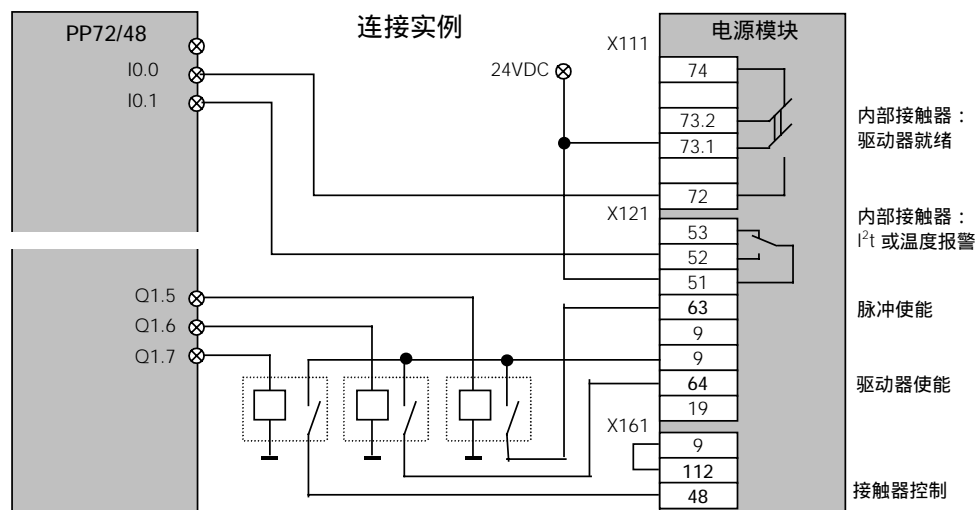 连接实例
PP72/48
I0.0
I0.1
Q1.5
Q1.6
Q1.7
24VDC
电源模块
X111
74
73.2
73.1
72
X121
53
52
51
63
9
9
64
19
X161
9
112
48
内部接触器：
驱动器就绪
内部接触器：
I²t 或温度报警
脉冲使能
驱动器使能
接触器控制